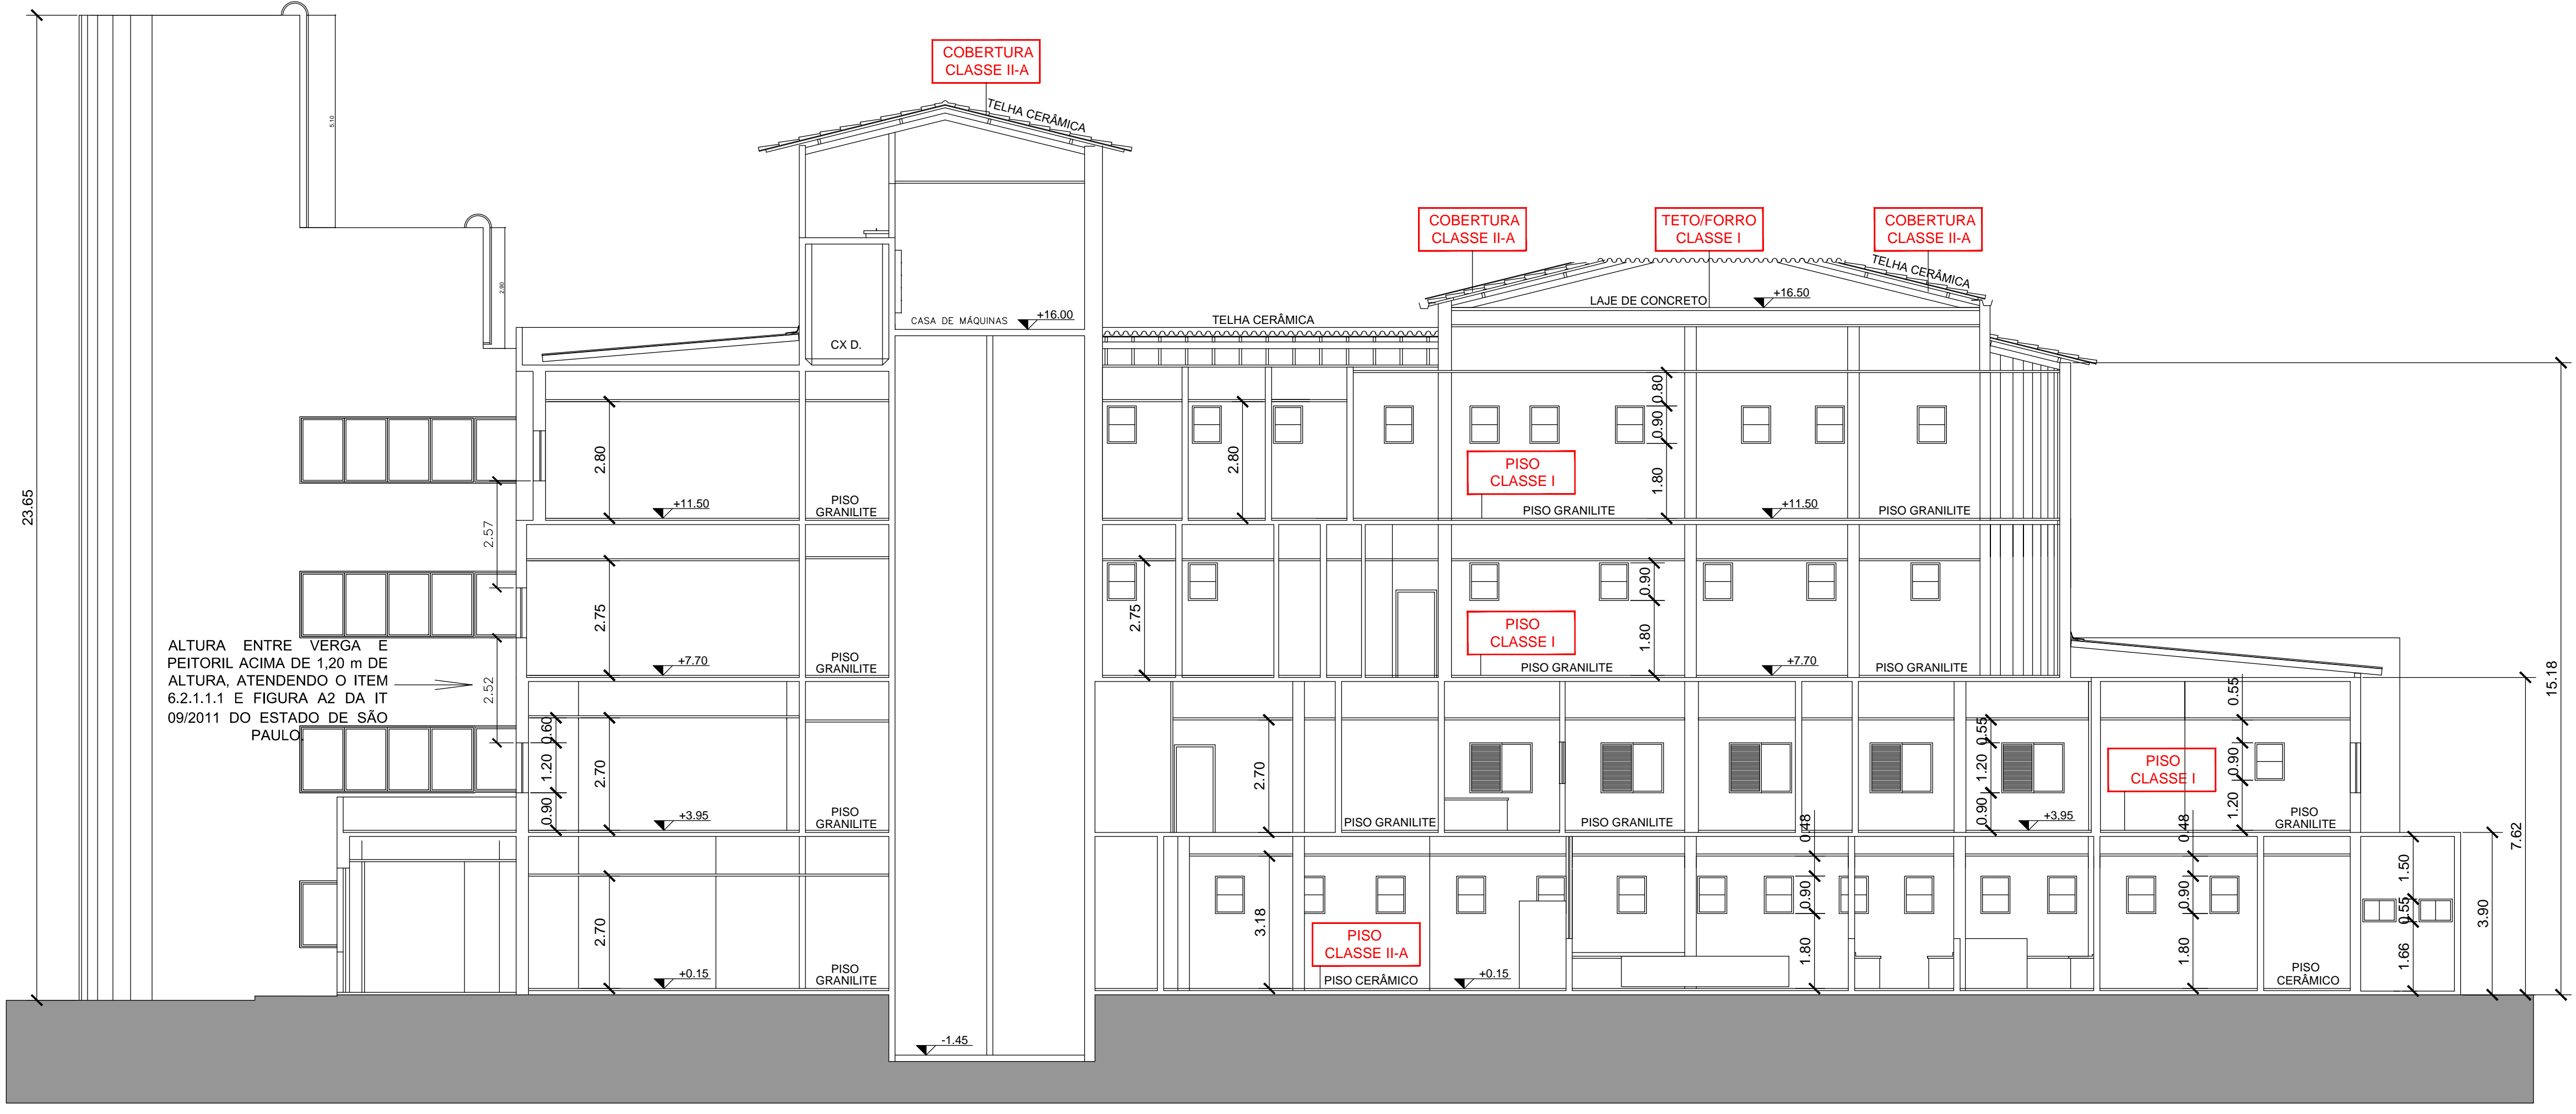 COBERTURA
CLASSE II-A
TELHA CERÂMICA
5.10
2.90
COBERTURA
CLASSE II-A
TETO/FORRO
CLASSE I
COBERTURA
CLASSE II-A
TELHA CERÂMICA
LAJE DE CONCRETO
+16.50
CASA DE MÁQUINAS
+16.00
TELHA CERÂMICA
CX D.
23.65
15.18
2.80
2.80
0.80
0.90
1.80
PISO
CLASSE I
+11.50
PISO
GRANILITE
PISO GRANILITE
+11.50
PISO GRANILITE
2.57
2.75
2.75
0.90
1.80
PISO
CLASSE I
+7.70
PISO
GRANILITE
PISO GRANILITE
+7.70
PISO GRANILITE
ALTURA ENTRE VERGA E
PEITORIL ACIMA DE 1,20 m DE
ALTURA, ATENDENDO O ITEM
6.2.1.1.1 E FIGURA A2 DA IT
09/2011 DO ESTADO DE SÃO
PAULO.
2.52
0.60
1.20
0.90
2.70
2.70
0.55
1.20
0.90
0.55
0.90
1.20
PISO
CLASSE I
+3.95
PISO
GRANILITE
PISO GRANILITE
PISO GRANILITE
+3.95
PISO
GRANILITE
7.62
2.70
3.18
0.48
0.90
1.80
0.48
0.90
1.80
1.50
0.55
1.66
3.90
PISO
CLASSE II-A
+0.15
PISO
GRANILITE
PISO CERÂMICO
+0.15
PISO
CERÂMICO
-1.45